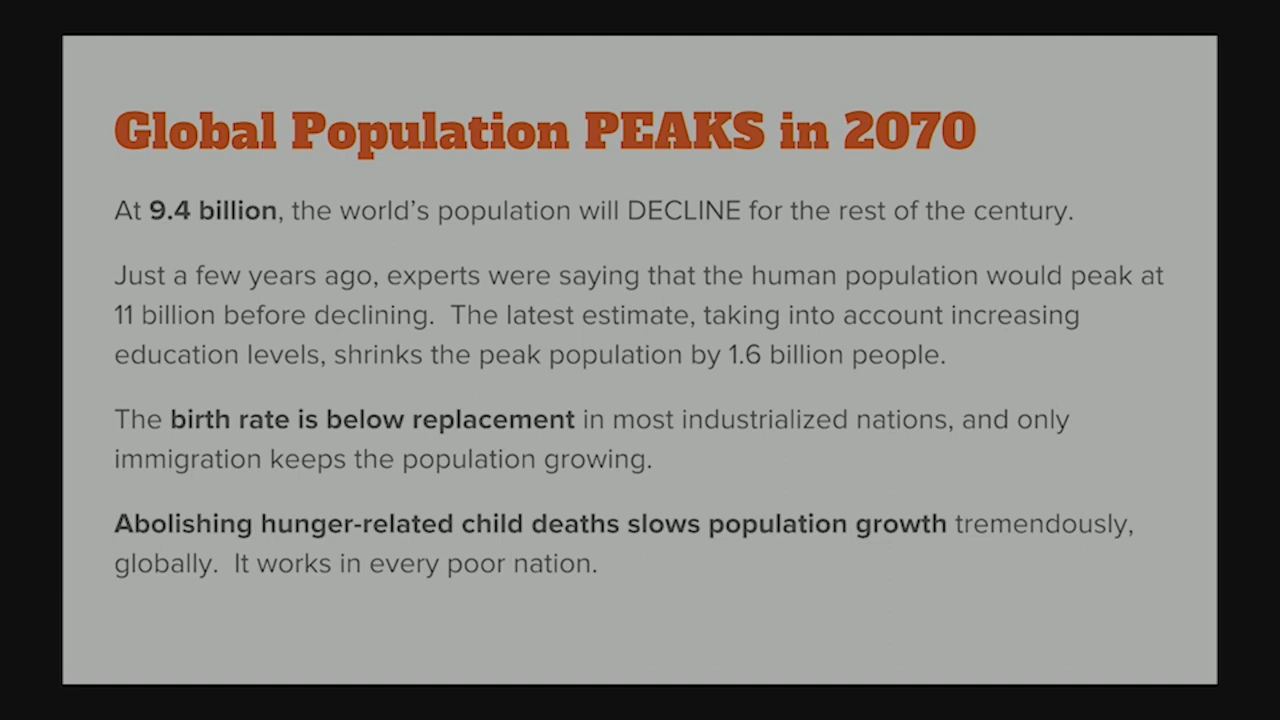 Global Population PEAKS in 2070
At 9.4 billion, the world's population will DECLINE for the rest of the century.
Just a few years ago, experts were saying that the human population would peak at
11 billion before declining.  The latest estimate, taking into account increasing
education levels, shrinks the peak population by 1.6 billion people.
The birth rate is below replacement in most industrialized nations, and only
immigration keeps the population growing.
Abolishing hunger-related child deaths slows population growth tremendously,
globally.  It works in every poor nation.